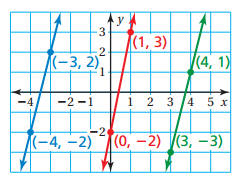 y
3
(1, 3)
2
(−3, 2)
(4, 1)
1
−4 −2 −1 1 2 3 4 5 x
−2
(−4, −2) (0, −2) (3, −3)